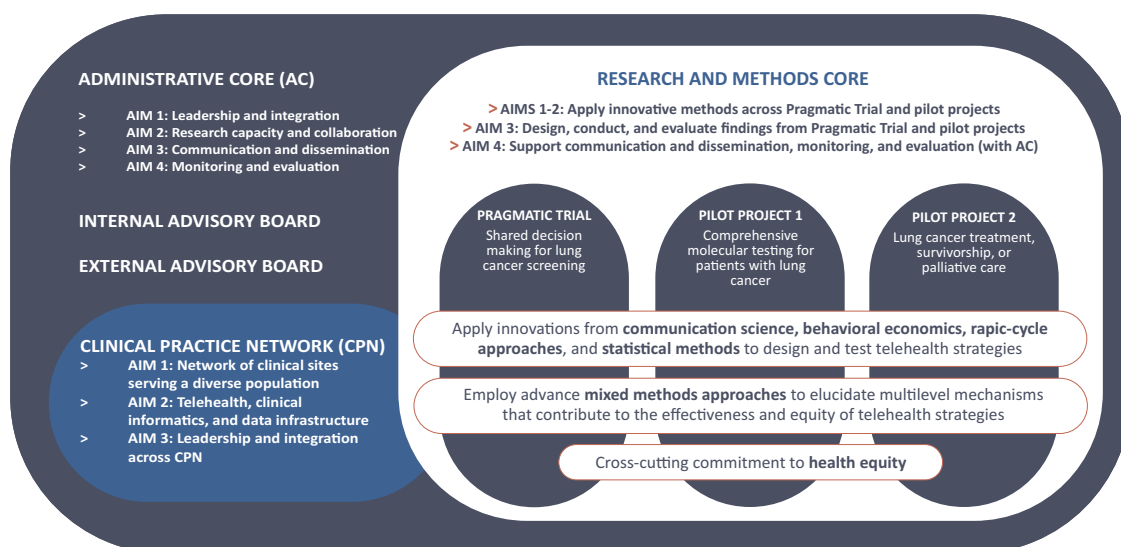 ADMINISTRATIVE CORE (AC)
> AIM 1: Leadership and integration
> AIM 2: Research capacity and collaboration
> AIM 3: Communication and dissemination
> AIM 4: Monitoring and evaluation
INTERNAL ADVISORY BOARD
EXTERNAL ADVISORY BOARD
CLINICAL PRACTICE NETWORK (CPN)
> AIM 1: Network of clinical sites
serving a diverse population
> AIM 2: Telehealth, clinical
informatics, and data infrastructure
> AIM 3: Leadership and integration
across CPN
RESEARCH AND METHODS CORE
> AIMS 1-2: Apply innovative methods across Pragmatic Trial and pilot projects
> AIM 3: Design, conduct, and evaluate findings from Pragmatic Trial and pilot projects
> AIM 4: Support communication and dissemination, monitoring, and evaluation (with AC)
PRAGMATIC TRIAL
Shared decision
making for lung
cancer screening
PILOT PROJECT 1
Comprehensive
molecular testing for
patients with lung
cancer
PILOT PROJECT 2
Lung cancer treatment,
survivorship, or
palliative care
Apply innovations from communication science, behavioral economics, rapic-cycle
approaches, and statistical methods to design and test telehealth strategies
Employ advance mixed methods approaches to elucidate multilevel mechanisms
that contribute to the effectiveness and equity of telehealth strategies
Cross-cutting commitment to health equity